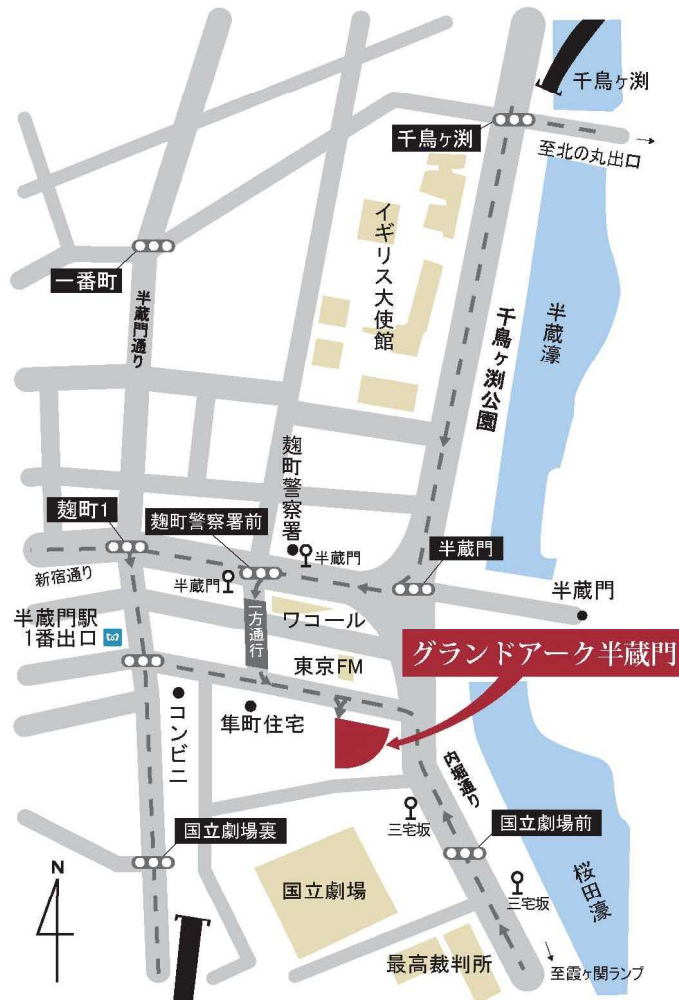 千鳥ヶ淵
千鳥ヶ淵
至北の丸出口
イギリス大使館
一番町
半蔵門通り
半蔵濠
千鳥ヶ淵公園
麹町警察署
麹町1
麹町警察署前
半蔵門
半蔵門
新宿通り
半蔵門
半蔵門
半蔵門駅
1番出口
一方通行
ワコール
東京FM
グランドアーク半蔵門
コンビニ
隼町住宅
内堀通り
三宅坂
国立劇場裏
国立劇場前
N
国立劇場
三宅坂
桜田濠
最高裁判所
至霞ヶ関ランプ